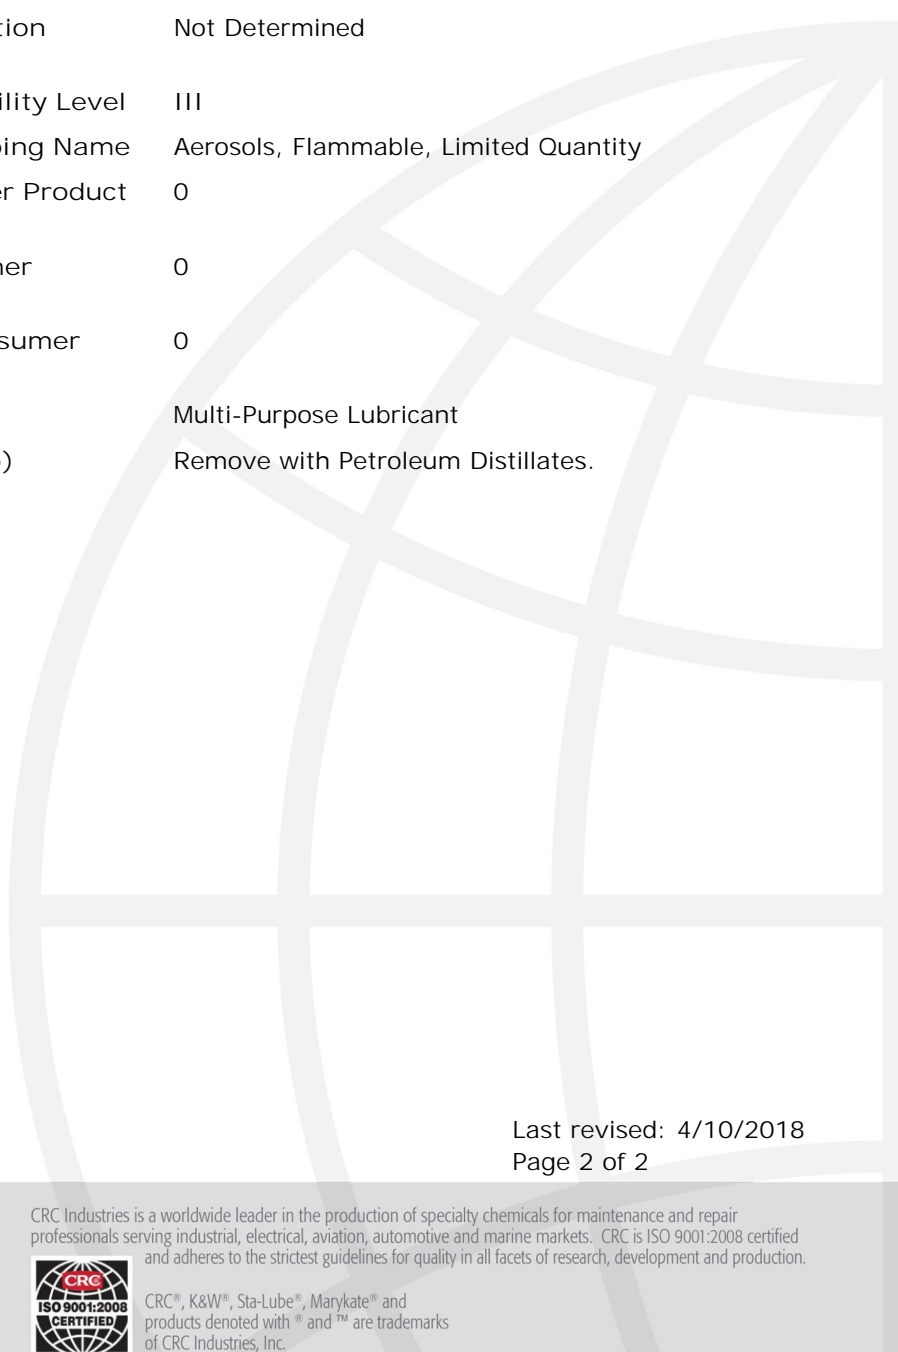 tion Not Determined
ility Level III
ping Name Aerosols, Flammable, Limited Quantity
er Product 0
ner 0
sumer 0
Multi-Purpose Lubricant
) Remove with Petroleum Distillates.
Last revised: 4/10/2018
Page 2 of 2
CRC Industries is a worldwide leader in the production of specialty chemicals for maintenance and repair
professionals serving industrial, electrical, aviation, automotive and marine markets. CRC is ISO 9001:2008 certified
and adheres to the strictest guidelines for quality in all facets of research, development and production.
CRC®
ISO 9001:2008
CERTIFIED
CRC®, K&W®, Sta-Lube®, Marykate® and
products denoted with ® and ™ are trademarks
of CRC Industries, Inc.